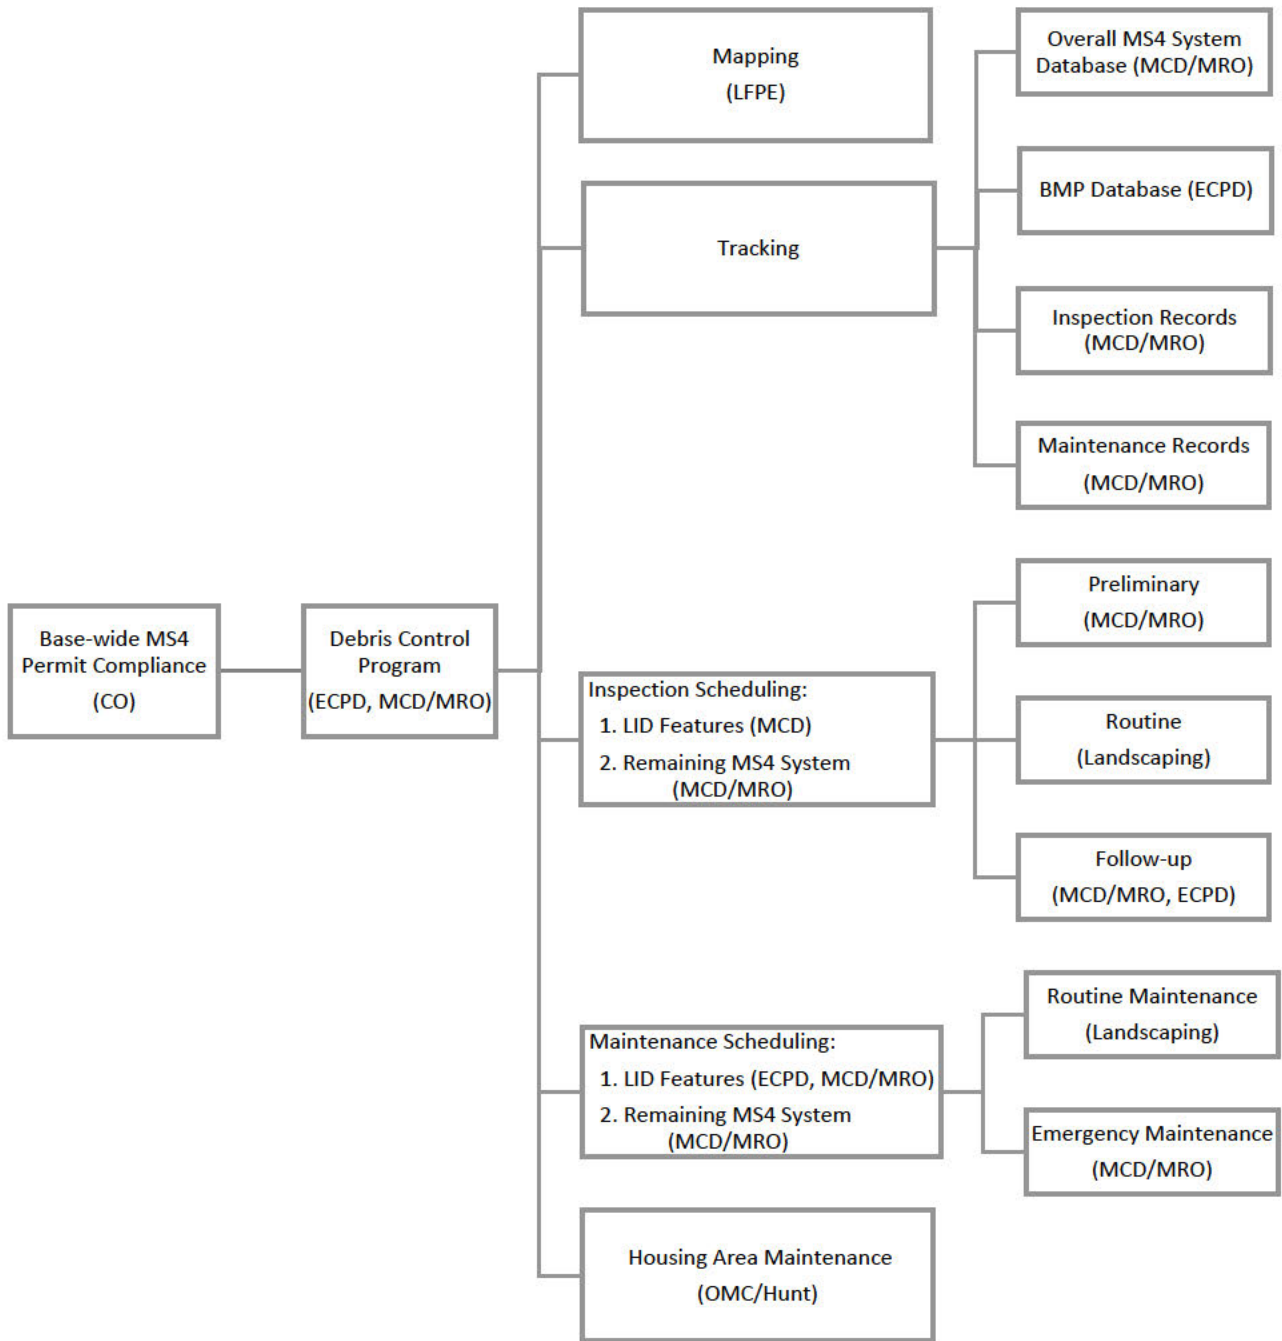 Base-wide MS4
Permit Compliance
(CO)
Debris Control
Program
(ECPD, MCD/MRO)
Mapping
(LFPE)
Tracking
Overall MS4 System
Database (MCD/MRO)
BMP Database (ECPD)
Inspection Records
(MCD/MRO)
Maintenance Records
(MCD/MRO)
Inspection Scheduling:
1. LID Features (MCD)
2. Remaining MS4 System
(MCD/MRO)
Preliminary
(MCD/MRO)
Routine
(Landscaping)
Follow-up
(MCD/MRO, ECPD)
Maintenance Scheduling:
1. LID Features (ECPD, MCD/MRO)
2. Remaining MS4 System
(MCD/MRO)
Routine Maintenance
(Landscaping)
Emergency Maintenance
(MCD/MRO)
Housing Area Maintenance
(OMC/Hunt)